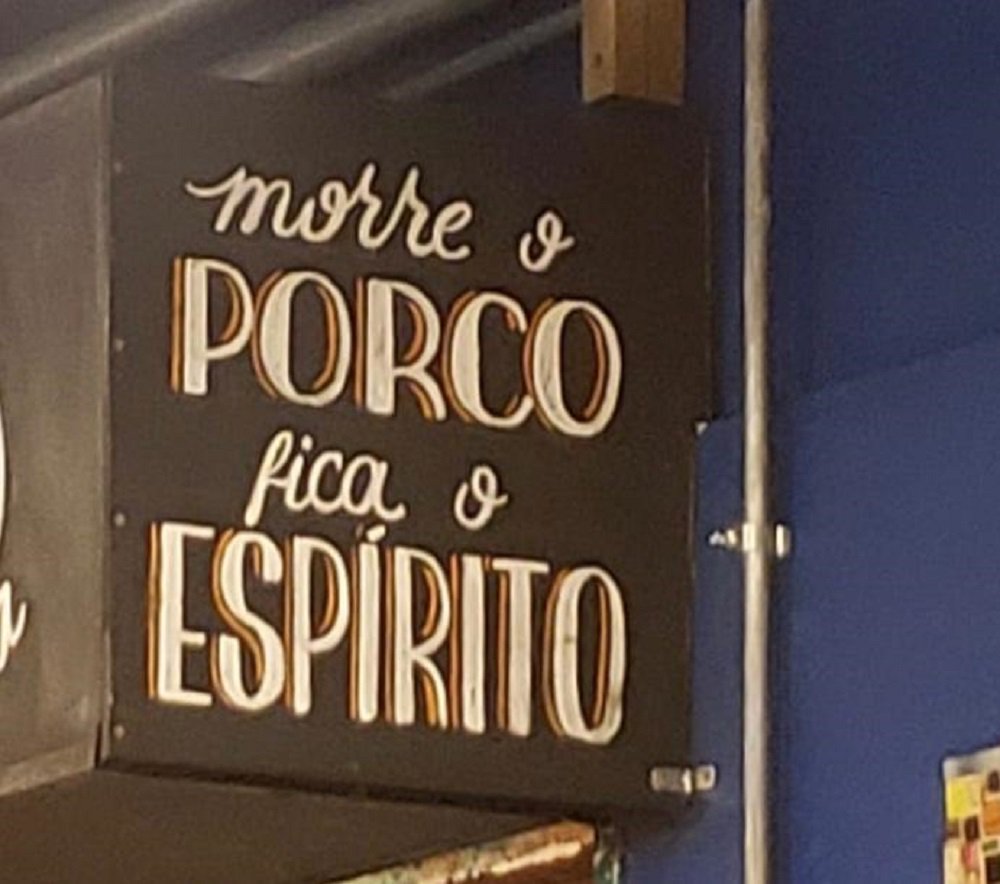 morre o
PORCO
fica o
ESPÍRITO